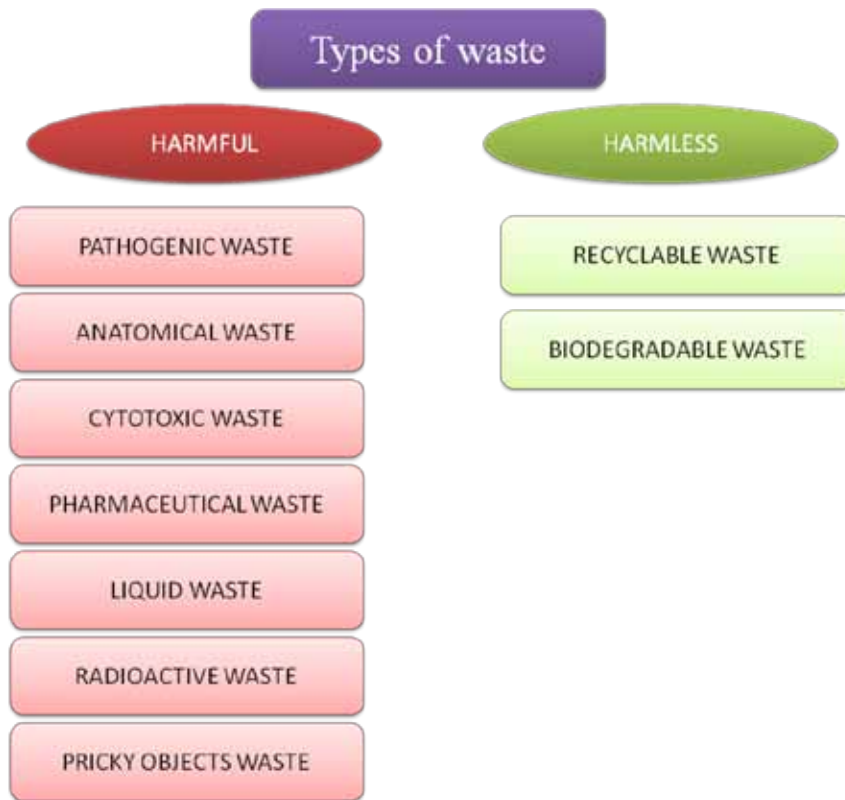 Types of waste
HARMFUL
HARMLESS
PATHOGENIC WASTE
ANATOMICAL WASTE
CYTOTOXIC WASTE
PHARMACEUTICAL WASTE
LIQUID WASTE
RADIOACTIVE WASTE
PRICKY OBJECTS WASTE
RECYCLABLE WASTE
BIODEGRADABLE WASTE